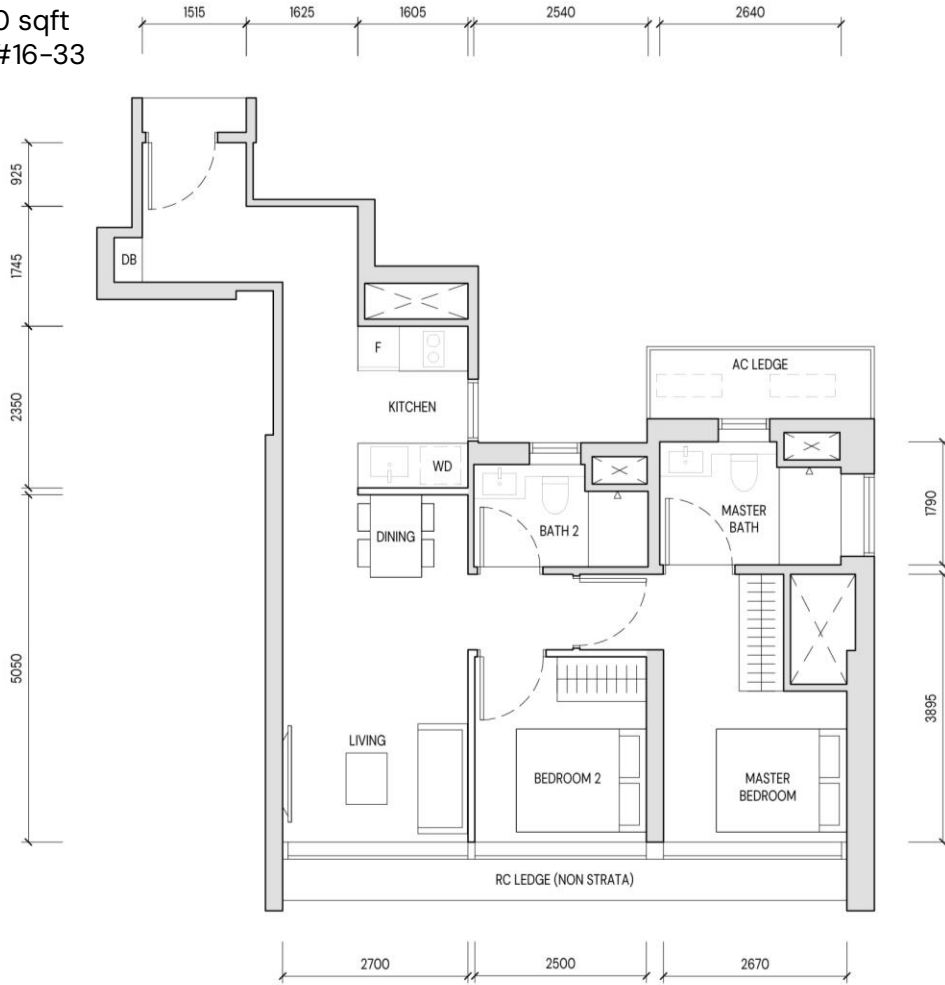 0 sqft
#16-33
1515
1625
1605
2540
2640
925
1745
2350
5050
DB
F
KITCHEN
WD
DINING
BATH 2
AC LEDGE
MASTER
BATH
1790
3895
LIVING
BEDROOM 2
MASTER
BEDROOM
RC LEDGE (NON STRATA)
2700
2500
2670